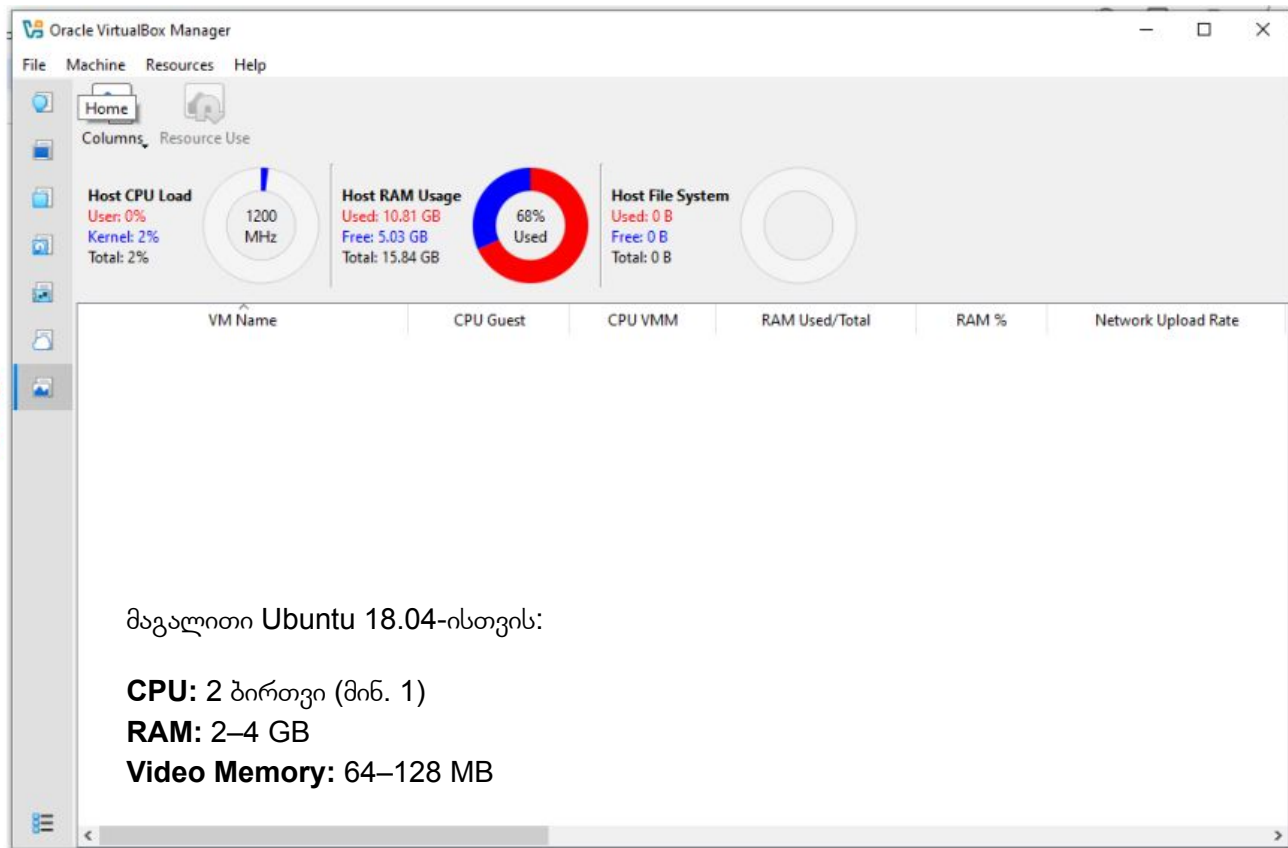 Oracle VirtualBox Manager
File Machine Resources Help
Home
Columns Resource Use
Host CPU Load
User: 0%
Kernel: 2%
Total: 2%
1200
MHz
Host RAM Usage
Used: 10.81 GB
Free: 5.03 GB
Total: 15.84 GB
68%
Used
Host File System
Used: 0 B
Free: 0 B
Total: 0 B
VM Name CPU Guest CPU VMM RAM Used/Total RAM % Network Upload Rate
მაგალითი Ubuntu 18.04-ისთვის:
CPU: 2 ბირთვი (მინ. 1)
RAM: 2–4 GB
Video Memory: 64–128 MB